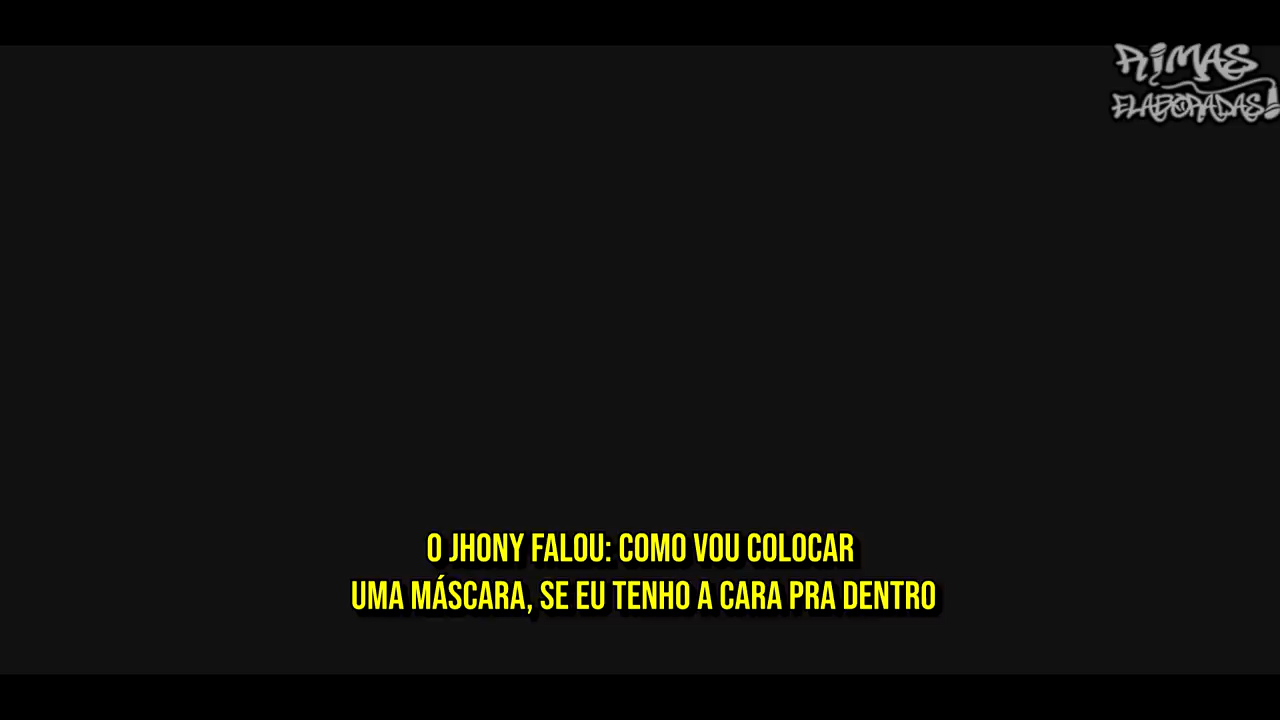 RIMAS
ELABORADAS!
O JHONY FALOU: COMO VOU COLOCAR
UMA MÁSCARA, SE EU TENHO A CARA PRA DENTRO